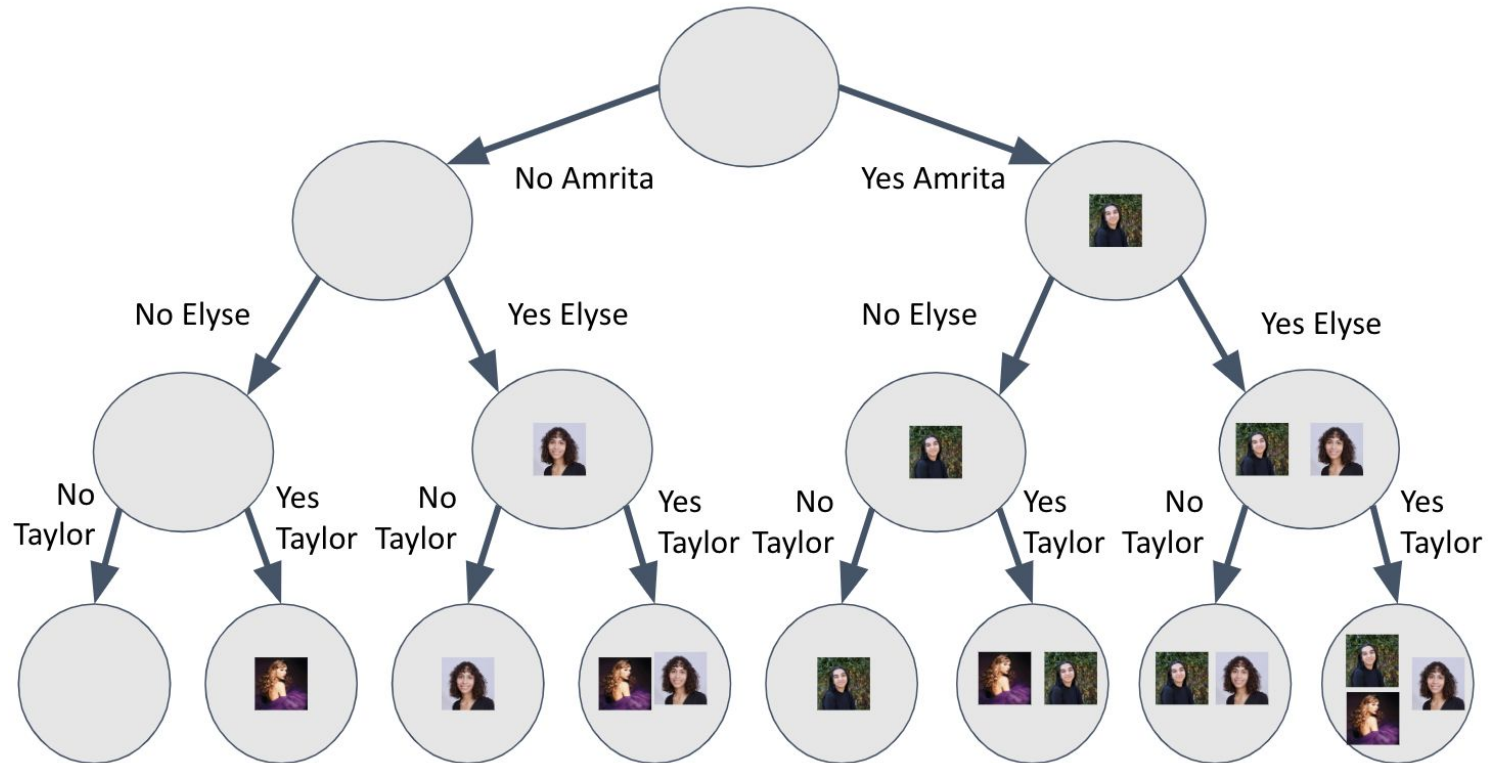 No Amrita
Yes Amrita
No Elyse
Yes Elyse
No Elyse
Yes Elyse
No
Taylor
Yes
Taylor
No
Taylor
Yes
Taylor
No
Taylor
Yes
Taylor
No
Taylor
Yes
Taylor